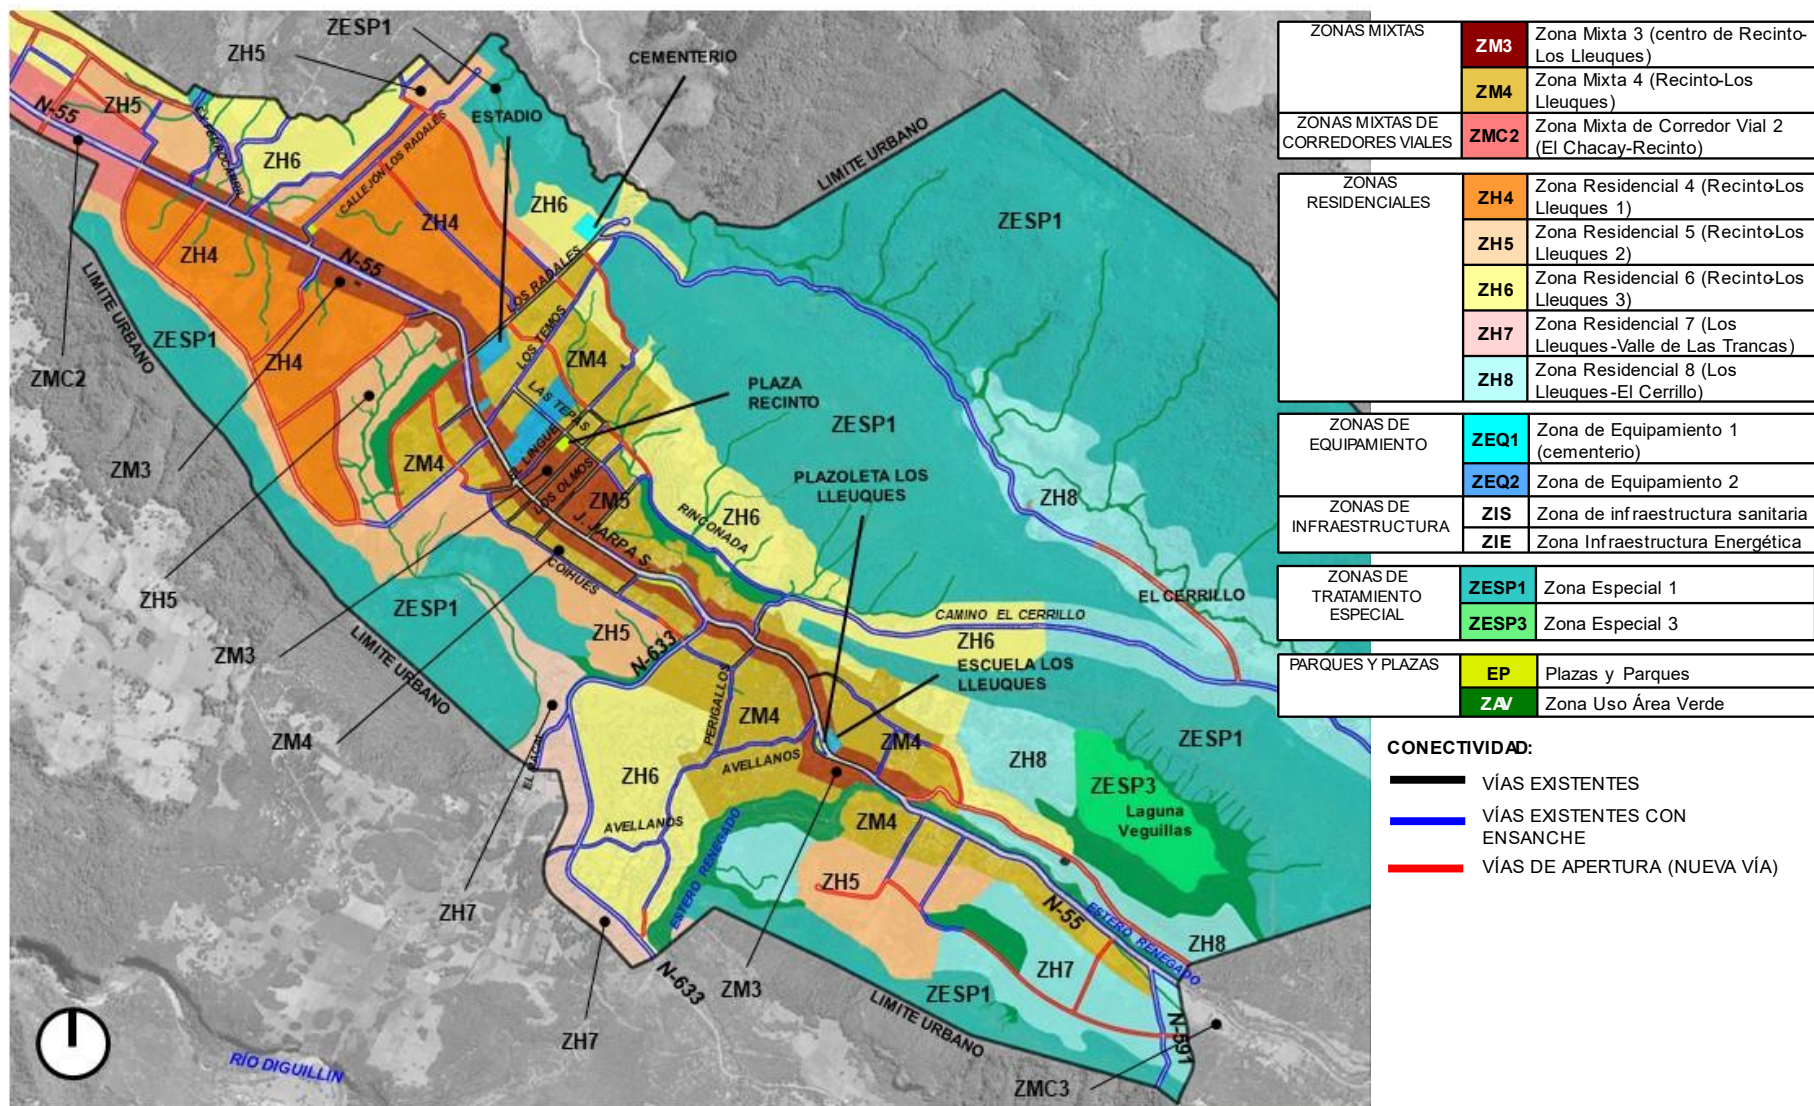 ZESP1
ZH5
CEMENTERIO
ESTADIO
N-55
ZH5
EX FERROCARRIL
ZH6
CALLEJÓN LOS RADALES
LIMITE URBANO
ZH6
ZESP1
ZH4
ZH4
N-55
LOS RADALES
LIMITE URBANO
ZESP1
ZH4
LOS TEMOS
ZM4
ZMC2
LAS TEPAS
PLAZA
RECINTO
ZESP1
ZM3
ZM4
EL LINGUE
LOS OLMOS
ZM5
PLAZOLETA LOS
LLEUQUES
ZH8
RINCONADA
ZH6
J. JARPA S.
COIHUES
ZH5
ZESP1
EL CERRILLO
CAMINO EL CERRILLO
ZH6
LIMITE URBANO
ZH5
N-633
ZM3
ESCUELA LOS
LLEUQUES
PERIGALLOS
ZM4
ZM4
ZM4
ZESP1
AVELLANOS
ZH6
ZH8
ZESP3
Laguna
Veguillas
AVELLANOS
ESTERO RENEGADO
ZM4
ZH5
ZH7
N-55
ESTERO RENEGADO
ZH8
ZH7
N-633
ZM3
ZESP1
LIMITE URBANO
N-591
ZH7
RÍO DIGUILLIN
ZMC3
ZONAS MIXTAS
ZM3
Zona Mixta 3 (centro de Recinto-
Los Lleuques)
ZM4
Zona Mixta 4 (Recinto-Los
Lleuques)
ZONAS MIXTAS DE
CORREDORES VIALES
ZMC2
Zona Mixta de Corredor Vial 2
(El Chacay-Recinto)
ZONAS
RESIDENCIALES
ZH4
Zona Residencial 4 (Recinto-Los
Lleuques 1)
ZH5
Zona Residencial 5 (Recinto-Los
Lleuques 2)
ZH6
Zona Residencial 6 (Recinto-Los
Lleuques 3)
ZH7
Zona Residencial 7 (Los
Lleuques-Valle de Las Trancas)
ZH8
Zona Residencial 8 (Los
Lleuques-El Cerrillo)
ZONAS DE
EQUIPAMIENTO
ZEQ1
Zona de Equipamiento 1
(cementerio)
ZEQ2
Zona de Equipamiento 2
ZONAS DE
INFRAESTRUCTURA
ZIS
Zona de infraestructura sanitaria
ZIE
Zona Infraestructura Energética
ZONAS DE
TRATAMIENTO
ESPECIAL
ZESP1
Zona Especial 1
ZESP3
Zona Especial 3
PARQUES Y PLAZAS
EP
Plazas y Parques
ZAV
Zona Uso Área Verde
CONECTIVIDAD:
VÍAS EXISTENTES
VÍAS EXISTENTES CON
ENSANCHE
VÍAS DE APERTURA (NUEVA VÍA)